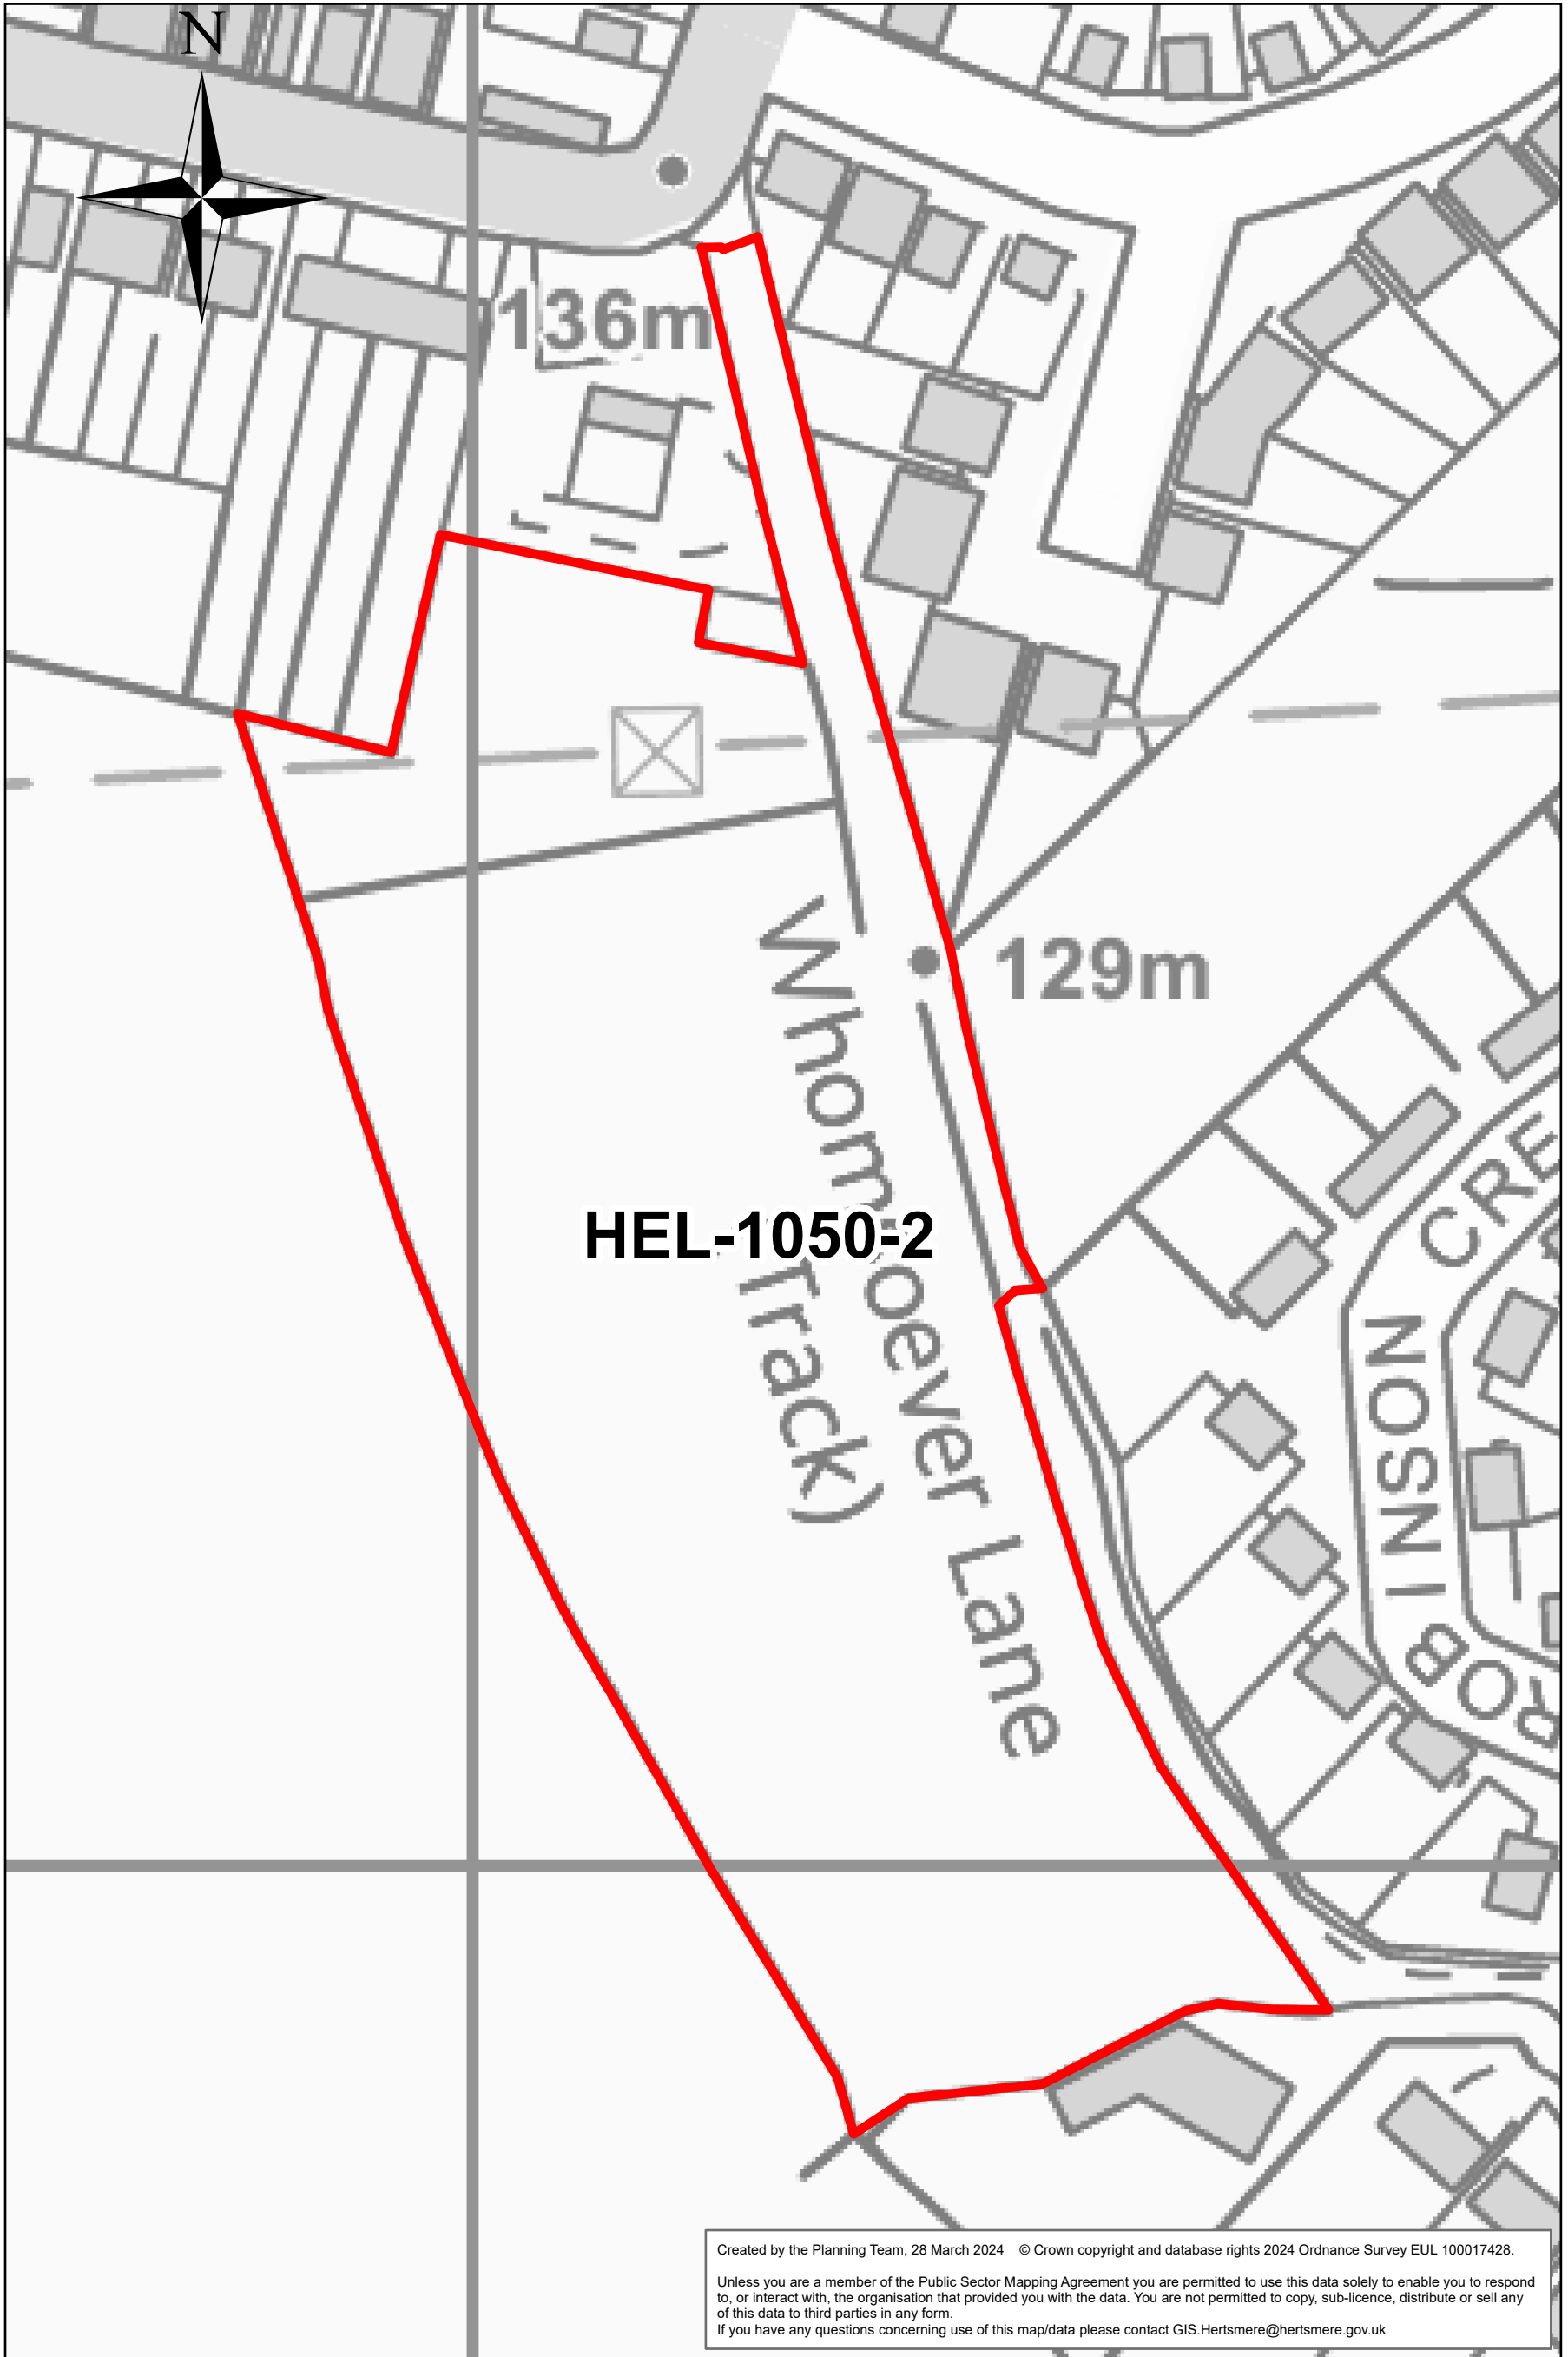 N
136m
129m
Whomsoever Lane
Track)
HEL-1050-2
CRE
ROBINSON
Created by the Planning Team, 28 March 2024 © Crown copyright and database rights 2024 Ordnance Survey EUL 100017428.
Unless you are a member of the Public Sector Mapping Agreement you are permitted to use this data solely to enable you to respond
to, or interact with, the organisation that provided you with the data. You are not permitted to copy, sub-licence, distribute or sell any
of this data to third parties in any form.
If you have any questions concerning use of this map/data please contact GIS.Hertsmere@hertsmere.gov.uk